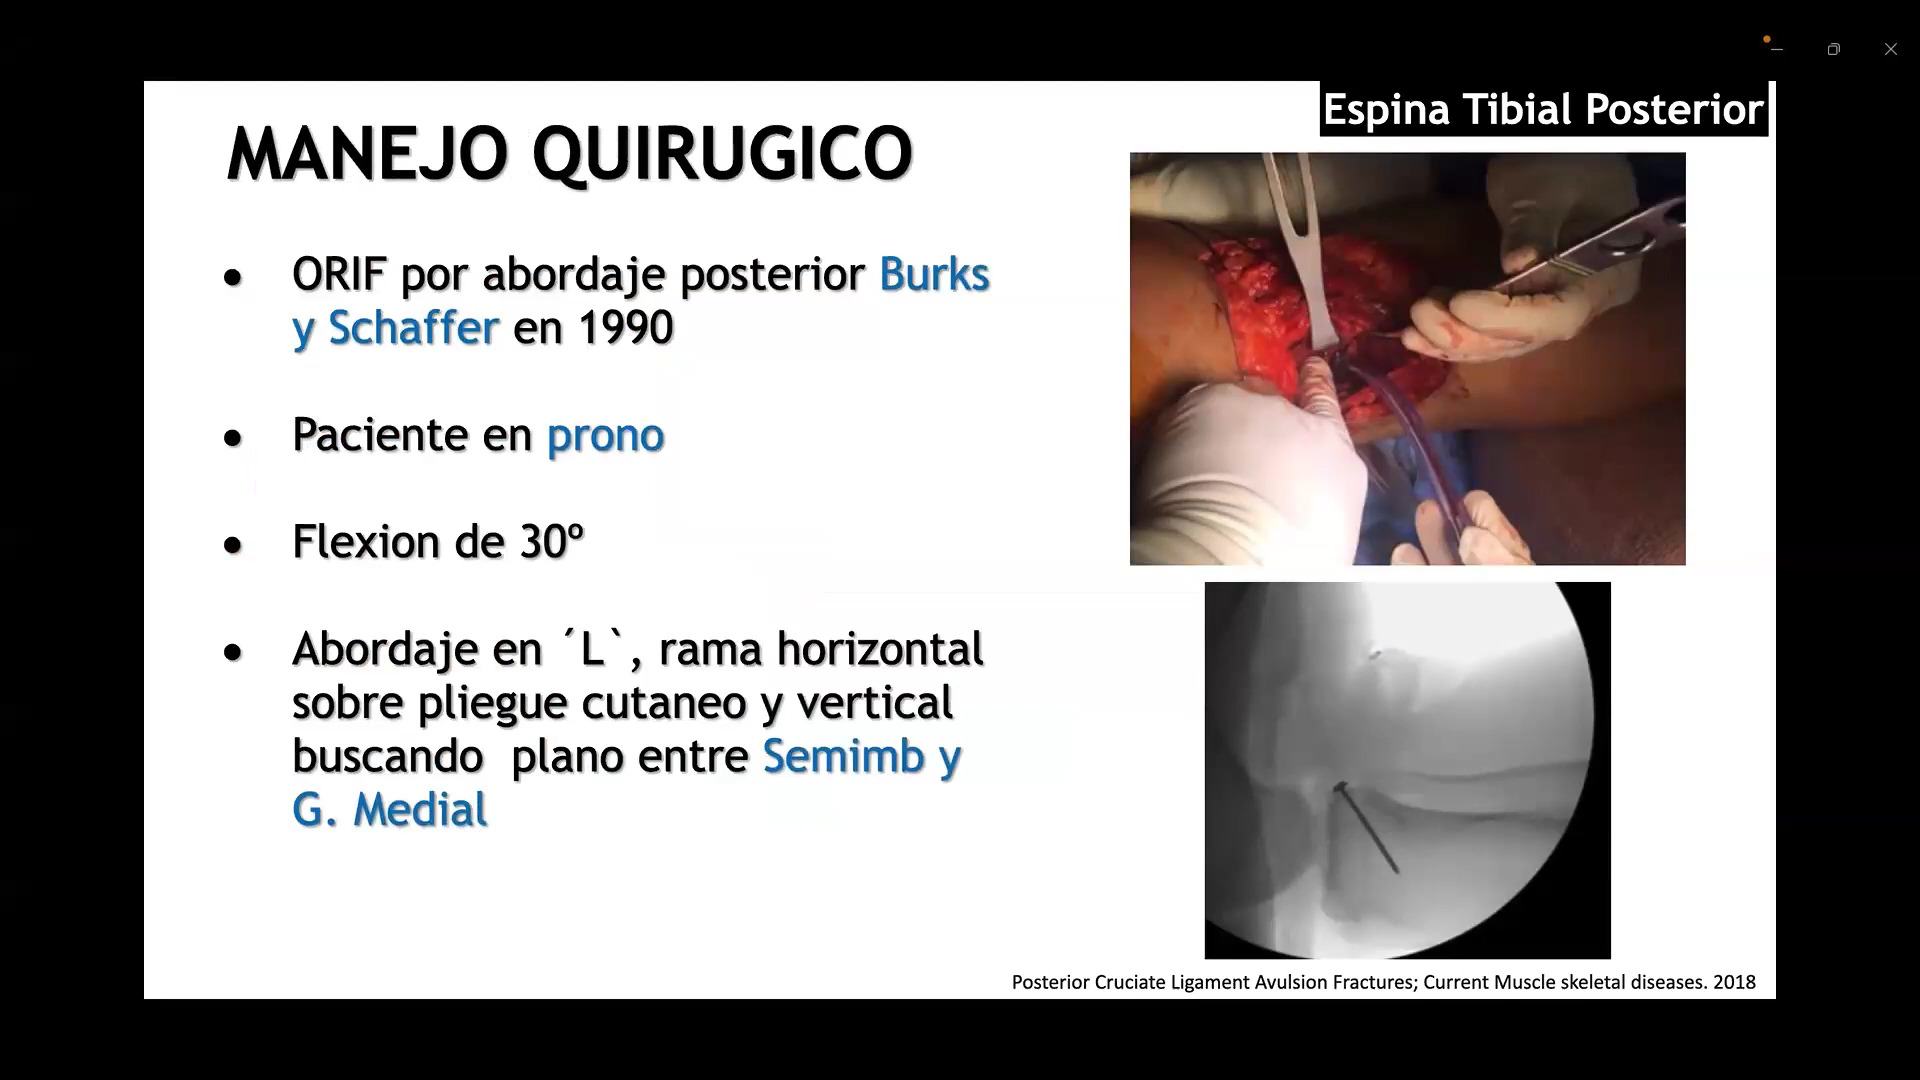 Espina Tibial Posterior
MANEJO QUIRUGICO
• ORIF por abordaje posterior Burks
y Schaffer en 1990
• Paciente en prono
• Flexion de 30º
• Abordaje en ´L`, rama horizontal
sobre pliegue cutaneo y vertical
buscando  plano entre Semimb y
G. Medial
Posterior Cruciate Ligament Avulsion Fractures; Current Muscle skeletal diseases. 2018